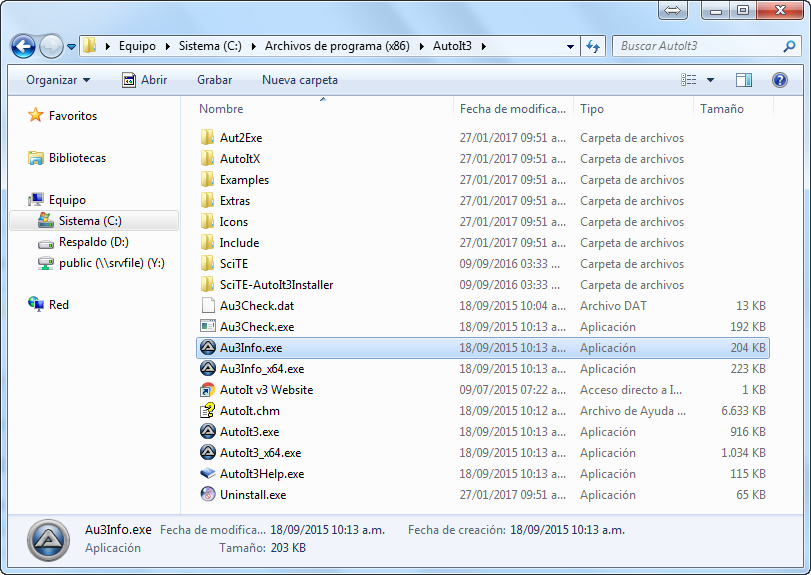 Equipo Sistema (C:) Archivos de programa (x86) AutoIt3 Buscar AutoIt3
Organizar Abrir Grabar Nueva carpeta
Favoritos
Bibliotecas
Equipo
Sistema (C:)
Respaldo (D:)
public (\\srvfile) (Y:)
Red
Nombre Fecha de modifica... Tipo Tamaño
Aut2Exe 27/01/2017 09:51 a... Carpeta de archivos
AutoItX 27/01/2017 09:51 a... Carpeta de archivos
Examples 27/01/2017 09:51 a... Carpeta de archivos
Extras 27/01/2017 09:51 a... Carpeta de archivos
Icons 27/01/2017 09:51 a... Carpeta de archivos
Include 27/01/2017 09:51 a... Carpeta de archivos
SciTE 09/09/2016 03:33 ... Carpeta de archivos
SciTE-AutoIt3Installer 09/09/2016 03:33 ... Carpeta de archivos
Au3Check.dat 18/09/2015 10:04 a... Archivo DAT 13 KB
Au3Check.exe 18/09/2015 10:13 a... Aplicación 192 KB
Au3Info.exe 18/09/2015 10:13 a... Aplicación 204 KB
Au3Info_x64.exe 18/09/2015 10:13 a... Aplicación 223 KB
AutoIt v3 Website 09/07/2015 07:22 a... Acceso directo a I... 1 KB
AutoIt.chm 18/09/2015 10:12 a... Archivo de Ayuda ... 6.633 KB
AutoIt3.exe 18/09/2015 10:13 a... Aplicación 916 KB
AutoIt3_x64.exe 18/09/2015 10:13 a... Aplicación 1.034 KB
AutoIt3Help.exe 18/09/2015 10:13 a... Aplicación 115 KB
Uninstall.exe 27/01/2017 09:51 a... Aplicación 65 KB
Au3Info.exe Fecha de modifica... 18/09/2015 10:13 a.m. Fecha de creación: 18/09/2015 10:13 a.m.
Aplicación Tamaño: 203 KB